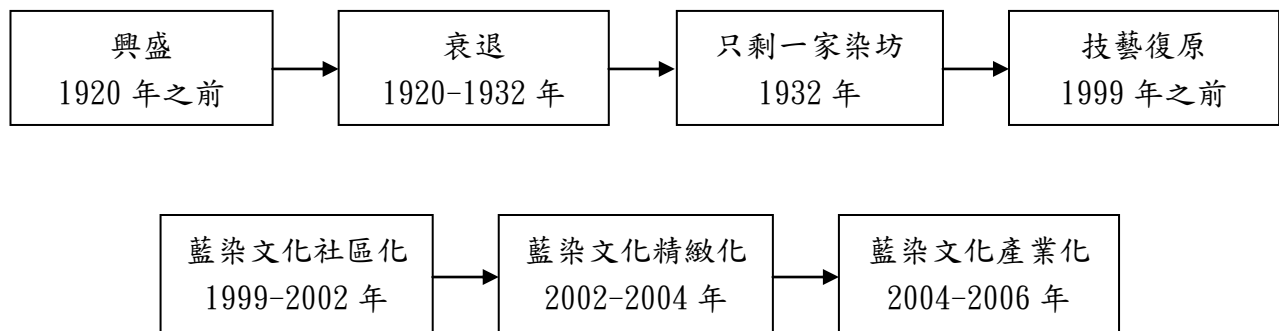 興盛
1920 年之前
衰退
1920-1932 年
只剩一家染坊
1932 年
技藝復原
1999 年之前
藍染文化社區化
1999-2002 年
藍染文化精緻化
2002-2004 年
藍染文化產業化
2004-2006 年